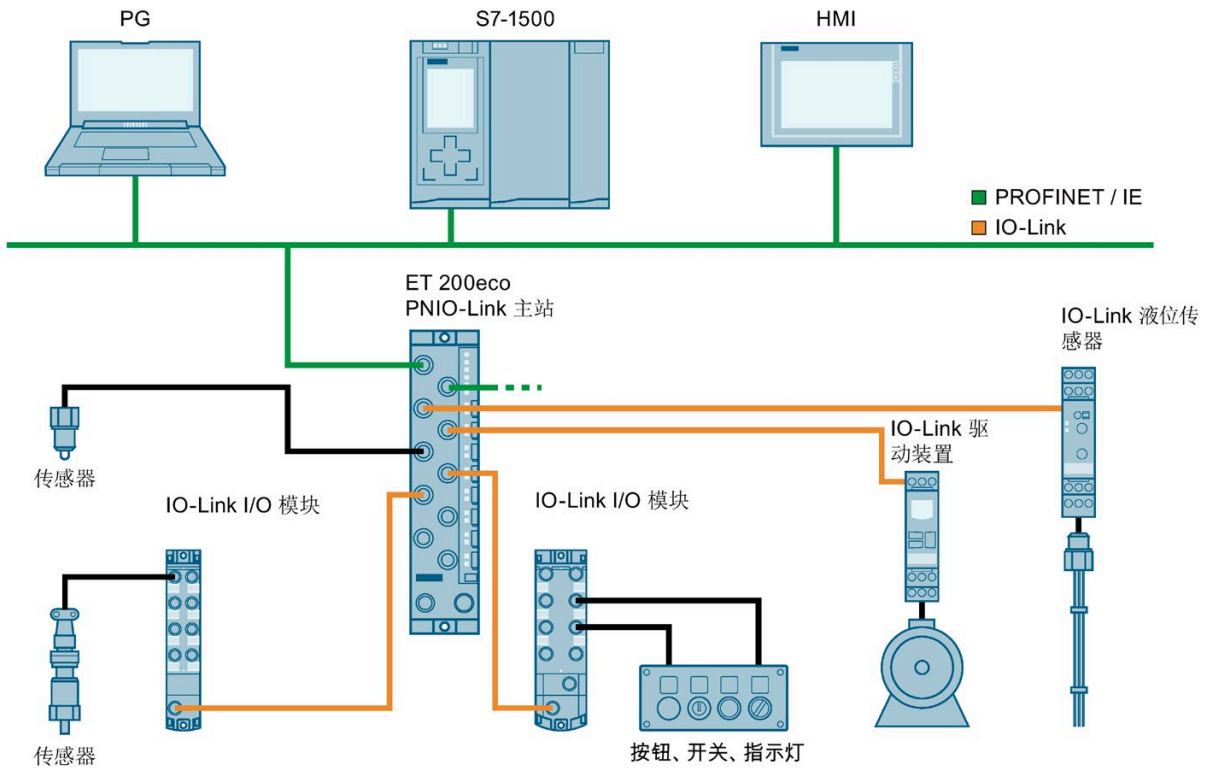 PG
S7-1500
HMI
PROFINET / IE
IO-Link
ET 200eco
PNIO-Link 主站
IO-Link 液位传
感器
IO-Link 驱
动装置
传感器
IO-Link I/O 模块
IO-Link I/O 模块
传感器
按钮、开关、指示灯